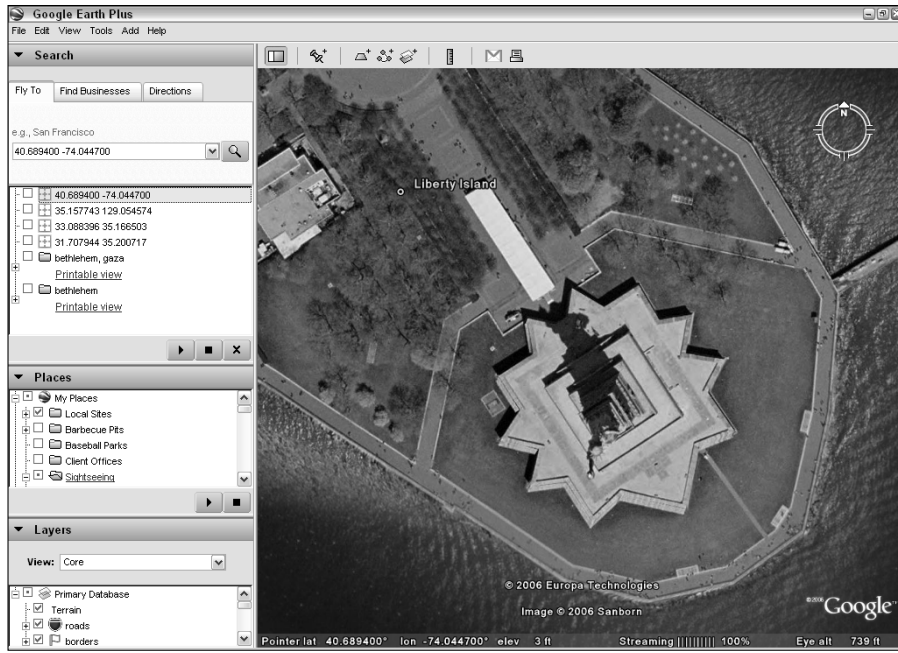 Google Earth Plus
File Edit View Tools Add Help
Search
Fly To Find Businesses Directions
e.g., San Francisco
40.689400 -74.044700
40.689400 -74.044700
35.157743 129.054574
33.088396 35.166503
31.707944 35.200717
bethlehem, gaza
Printable view
bethlehem
Printable view
Places
My Places
Local Sites
Barbecue Pits
Baseball Parks
Client Offices
Sightseeing
Layers
View: Core
Primary Database
Terrain
roads
borders
N
Liberty Island
© 2006 Europa Technologies
Image © 2006 Sanborn
©2006 Google™
Pointer lat 40.689400° lon -74.044700° elev 3 ft Streaming |||||||||| 100% Eye alt 739 ft